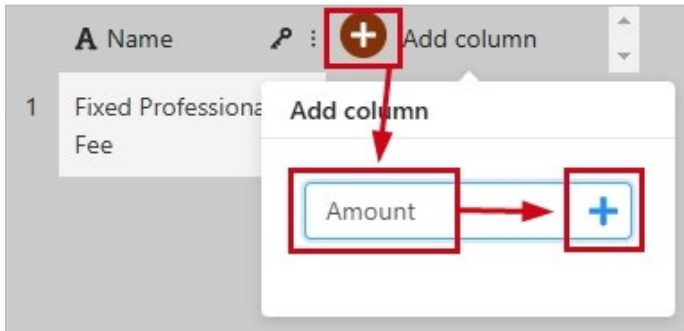 A Name
Add column
1
Fixed Professiona
Fee
Add column
Amount